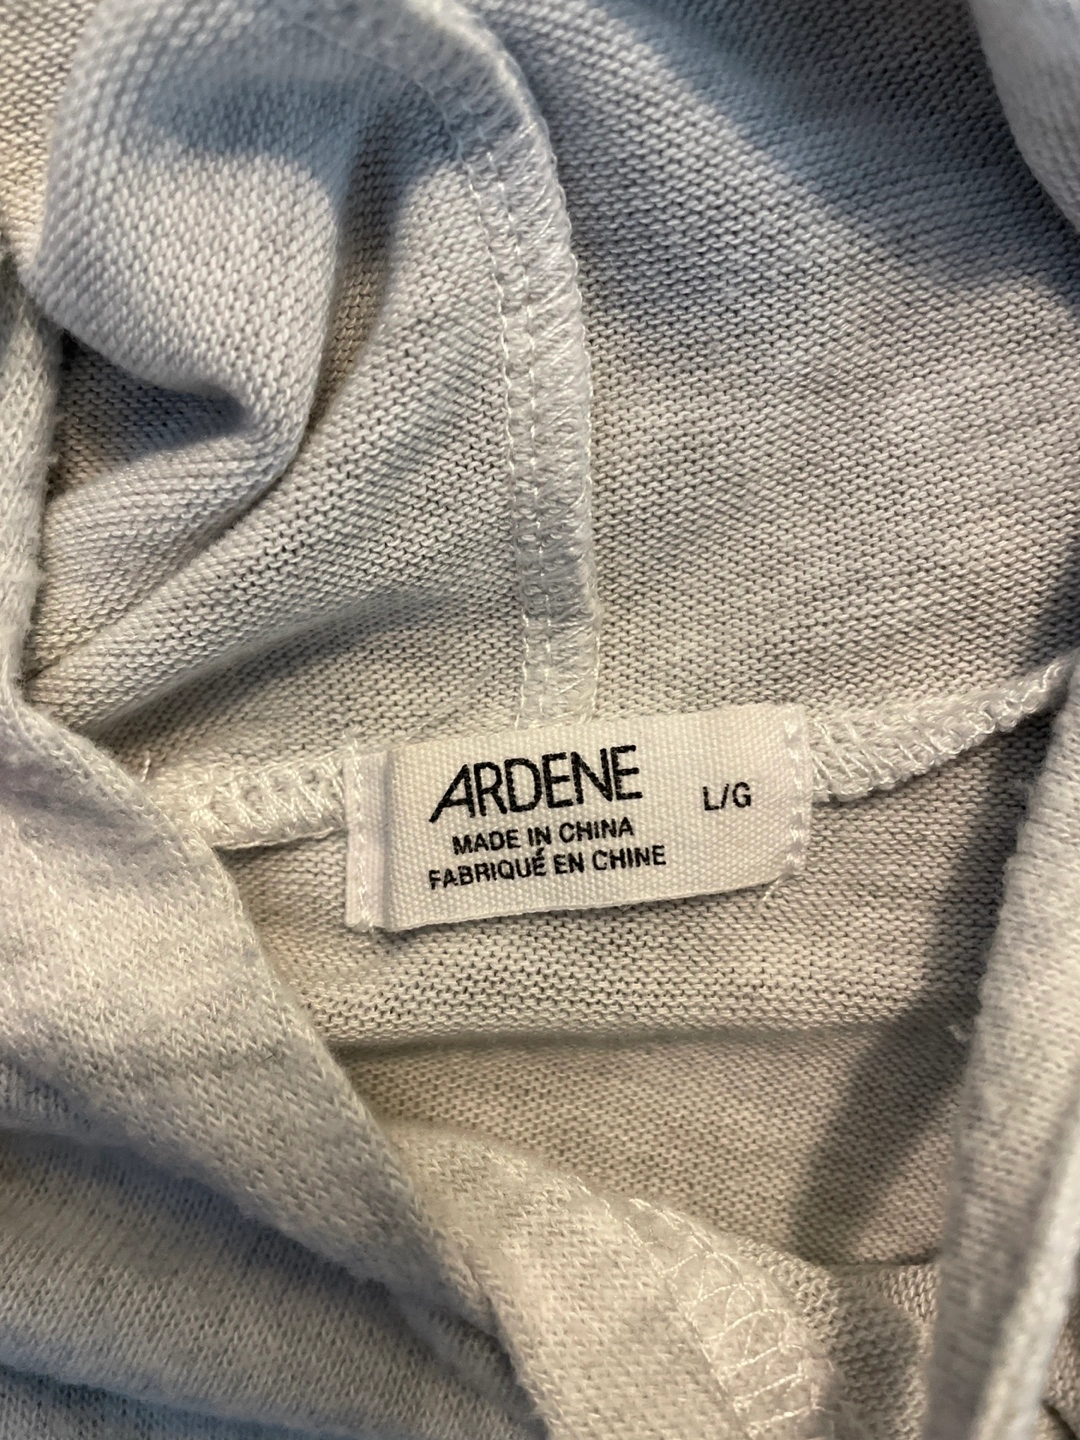 ARDENE
L/G
MADE IN CHINA
FABRIQUÉ EN CHINE